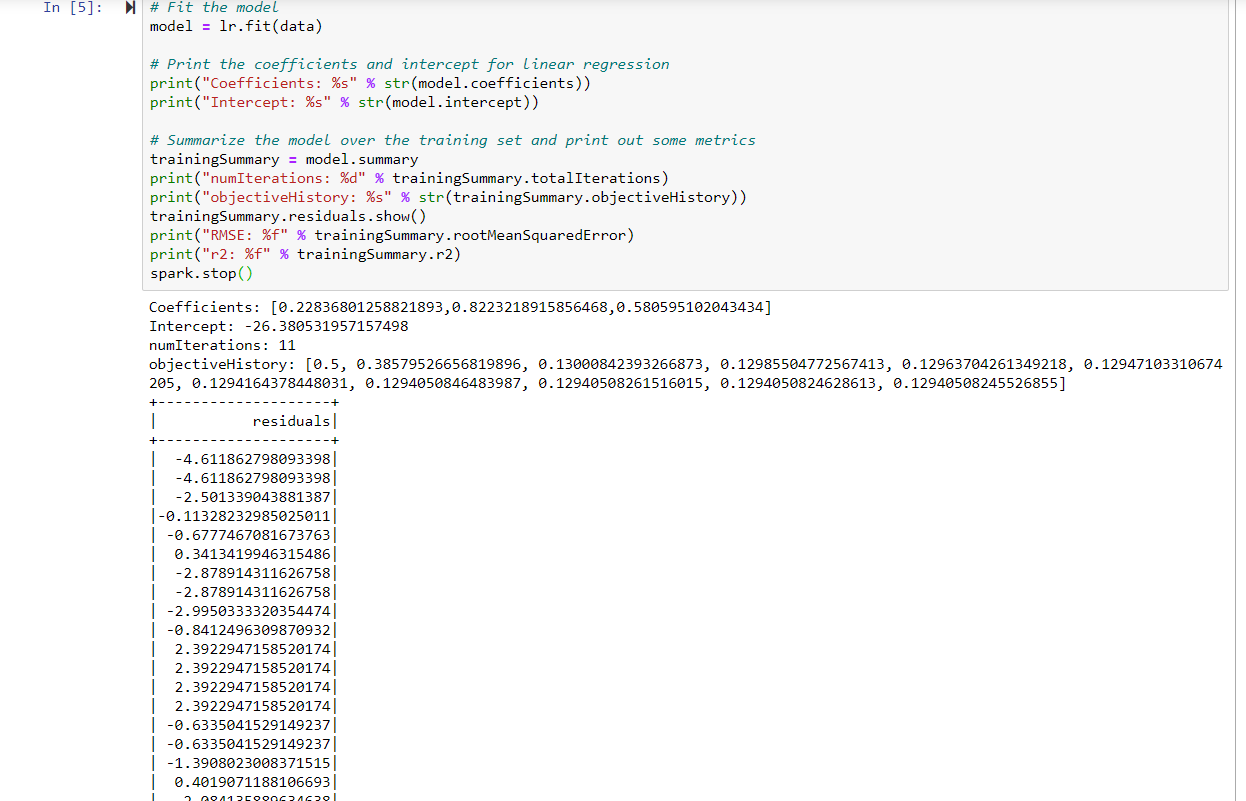 In [5]:
# Fit the model
model = lr.fit(data)
# Print the coefficients and intercept for linear regression
print("Coefficients: %s" % str(model.coefficients))
print("Intercept: %s" % str(model.intercept))
# Summarize the model over the training set and print out some metrics
trainingSummary = model.summary
print("numIterations: %d" % trainingSummary.totalIterations)
print("objectiveHistory: %s" % str(trainingSummary.objectiveHistory))
trainingSummary.residuals.show()
print("RMSE: %f" % trainingSummary.rootMeanSquaredError)
print("r2: %f" % trainingSummary.r2)
spark.stop()
Coefficients: [0.22836801258821893,0.8223218915856468,0.580595102043434]
Intercept: -26.380531957157498
numIterations: 11
objectiveHistory: [0.5, 0.38579526656819896, 0.13000842393266873, 0.12985504772567413, 0.12963704261349218, 0.12947103310674
205, 0.1294164378448031, 0.1294050846483987, 0.12940508261516015, 0.1294050824628613, 0.12940508245526855]
+--------------------+
|           residuals|
+--------------------+
|  -4.611862798093398|
|  -4.611862798093398|
|  -2.501339043881387|
|-0.11328232985025011|
| -0.6777467081673763|
|  0.3413419946315486|
|  -2.878914311626758|
|  -2.878914311626758|
| -2.9950333320354474|
| -0.8412496309870932|
|  2.3922947158520174|
|  2.3922947158520174|
|  2.3922947158520174|
|  2.3922947158520174|
| -0.6335041529149237|
| -0.6335041529149237|
| -1.3908023008371515|
|  0.4019071188106693|